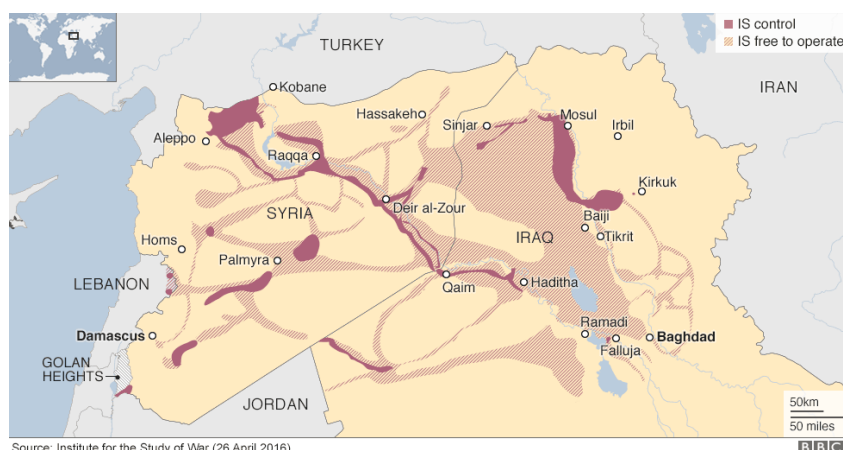 IS control
IS free to operate
TURKEY
IRAN
Kobane
Hassakeh
Sinjar
Mosul
Irbil
Aleppo
Raqqa
Kirkuk
Deir al-Zour
SYRIA
Baiji
Tikrit
IRAQ
Homs
Palmyra
LEBANON
Qaim
Haditha
Damascus
Ramadi
Baghdad
Falluja
GOLAN
HEIGHTS
JORDAN
50km
50 miles
Source: Institute for the Study of War (26 April 2016)
BBC